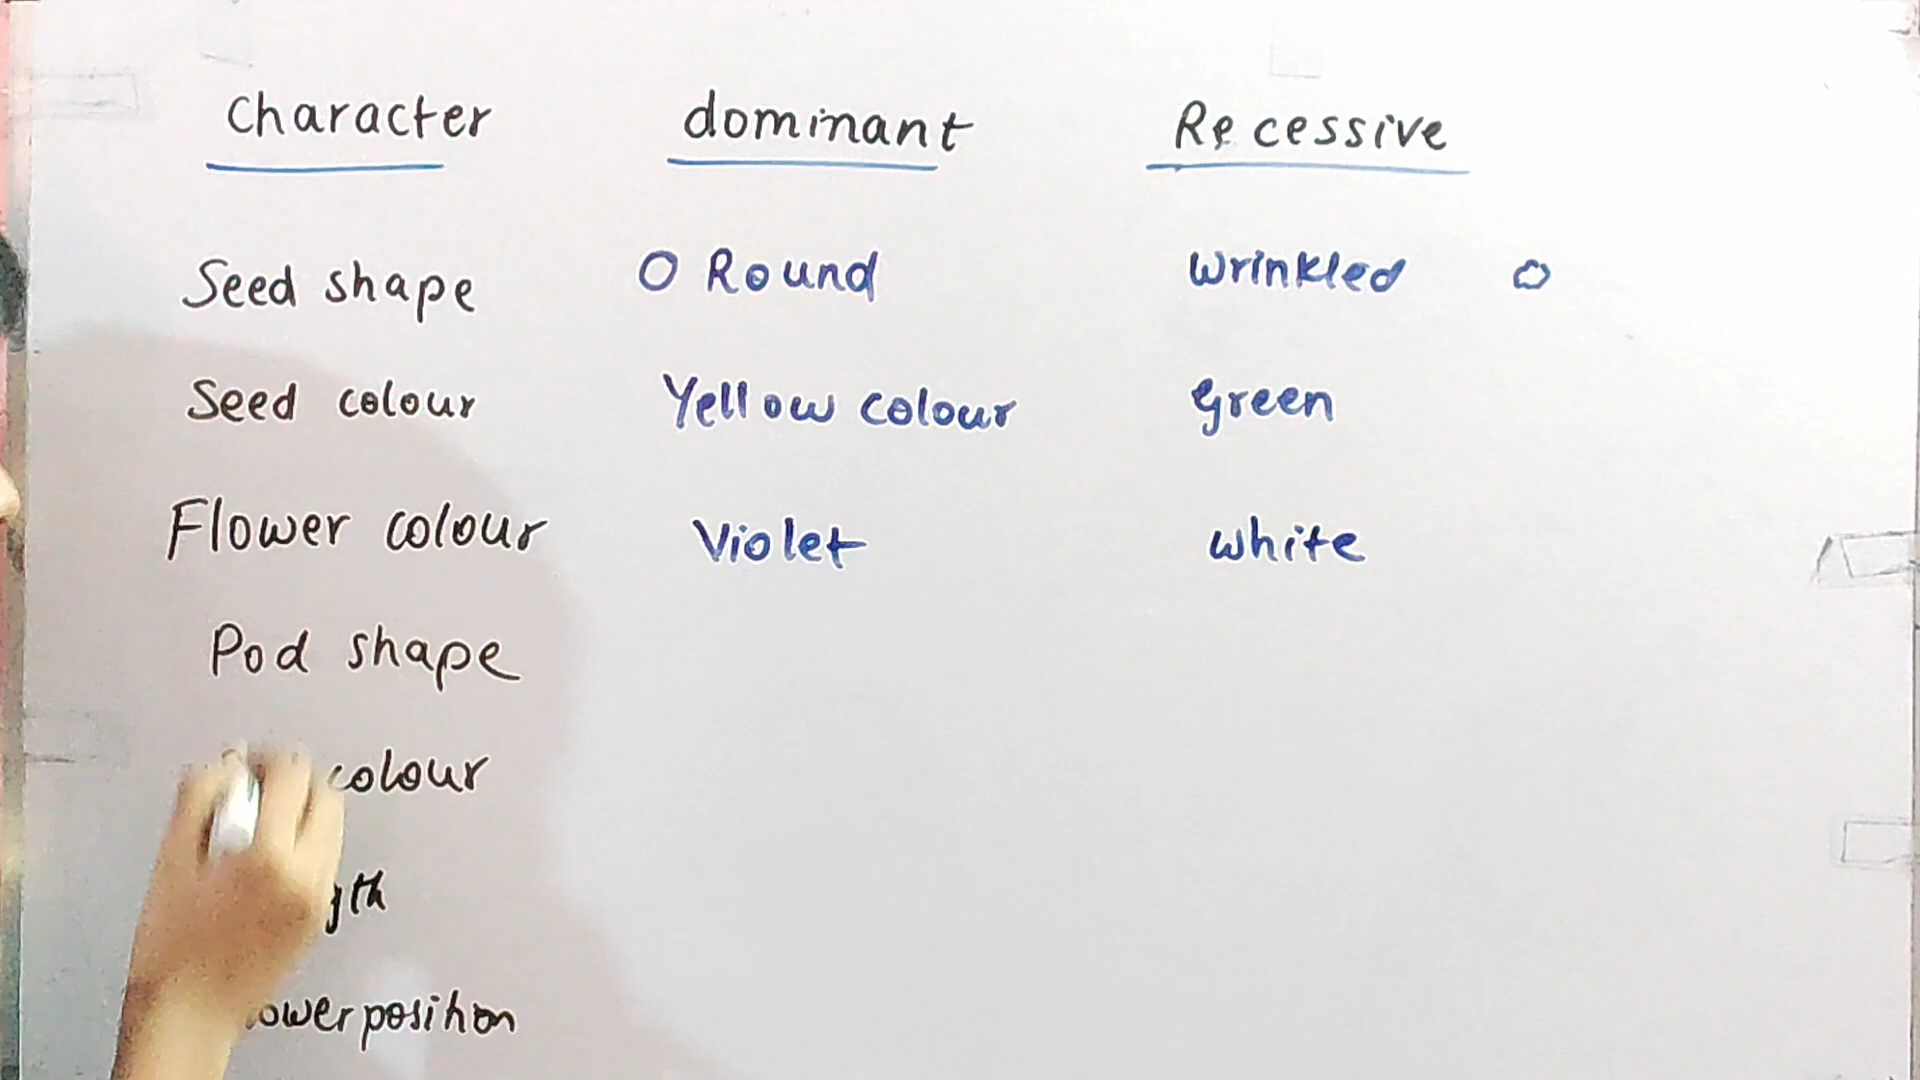 Character dominant Recessive
Seed shape O Round Wrinkled
Seed colour Yellow colour Green
Flower colour Violet white
Pod shape
colour
position